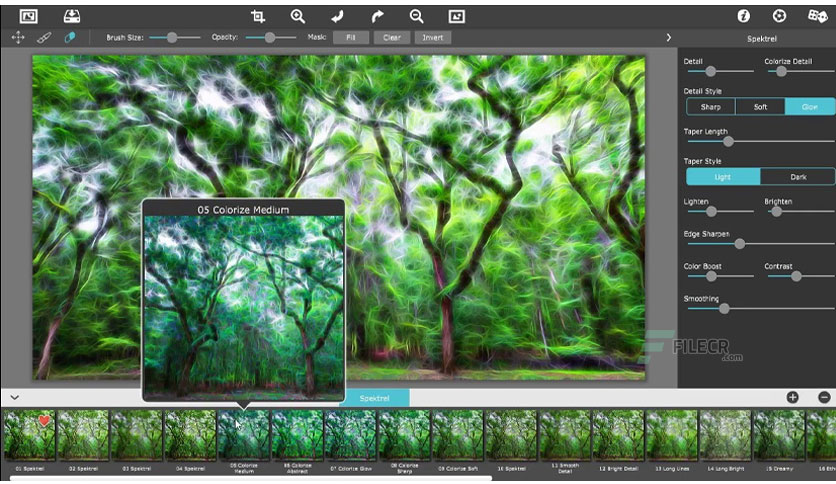 Brush Size:
Opacity:
Mask:
Fill
Clear
Invert
Spektrel
Detail
Colorize Detail
Detail Style
Sharp
Soft
Glow
Taper Length
Taper Style
Light
Dark
Lighten
Brighten
Edge Sharpen
Color Boost
Contrast
Smoothing
FILECR
.com
05 Colorize Medium
Spektrel
01 Spektrel
02 Spektrel
03 Spektrel
04 Spektrel
05 Colorize
Medium
06 Colorize
Abstract
07 Colorize Glow
08 Colorize
Sharp
09 Colorize Soft
10 Spektrel
11 Smooth
Detail
12 Bright Detail
13 Long Lines
14 Long Bright
15 Dreamy